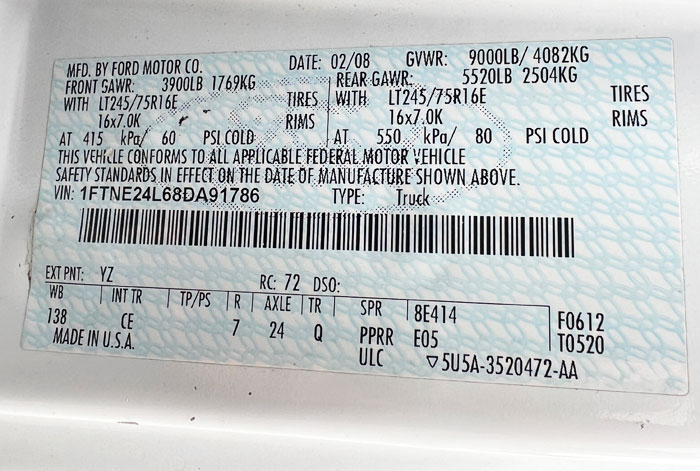 MFD. BY FORD MOTOR CO. DATE: 02/08 GVWR: 9000LB/ 4082KG
FRONT GAWR: 3900LB 1769KG REAR GAWR: 5520LB 2504KG
WITH LT245/75R16E TIRES WITH LT245/75R16E TIRES
16x7.0K RIMS 16x7.0K RIMS
AT 415 kPa/ 60 PSI COLD AT 550 kPa/ 80 PSI COLD
THIS VEHICLE CONFORMS TO ALL APPLICABLE FEDERAL MOTOR VEHICLE
SAFETY STANDARDS IN EFFECT ON THE DATE OF MANUFACTURE SHOWN ABOVE.
VIN: 1FTNE24L68DA91786 TYPE: Truck
EXT PNT: YZ RC: 72 DSO:
WB INT TR TP/PS R AXLE TR SPR 8E414 F0612
138 CE 7 24 Q PPRR E05 T0520
MADE IN U.S.A. ULC ▽5U5A-3520472-AA